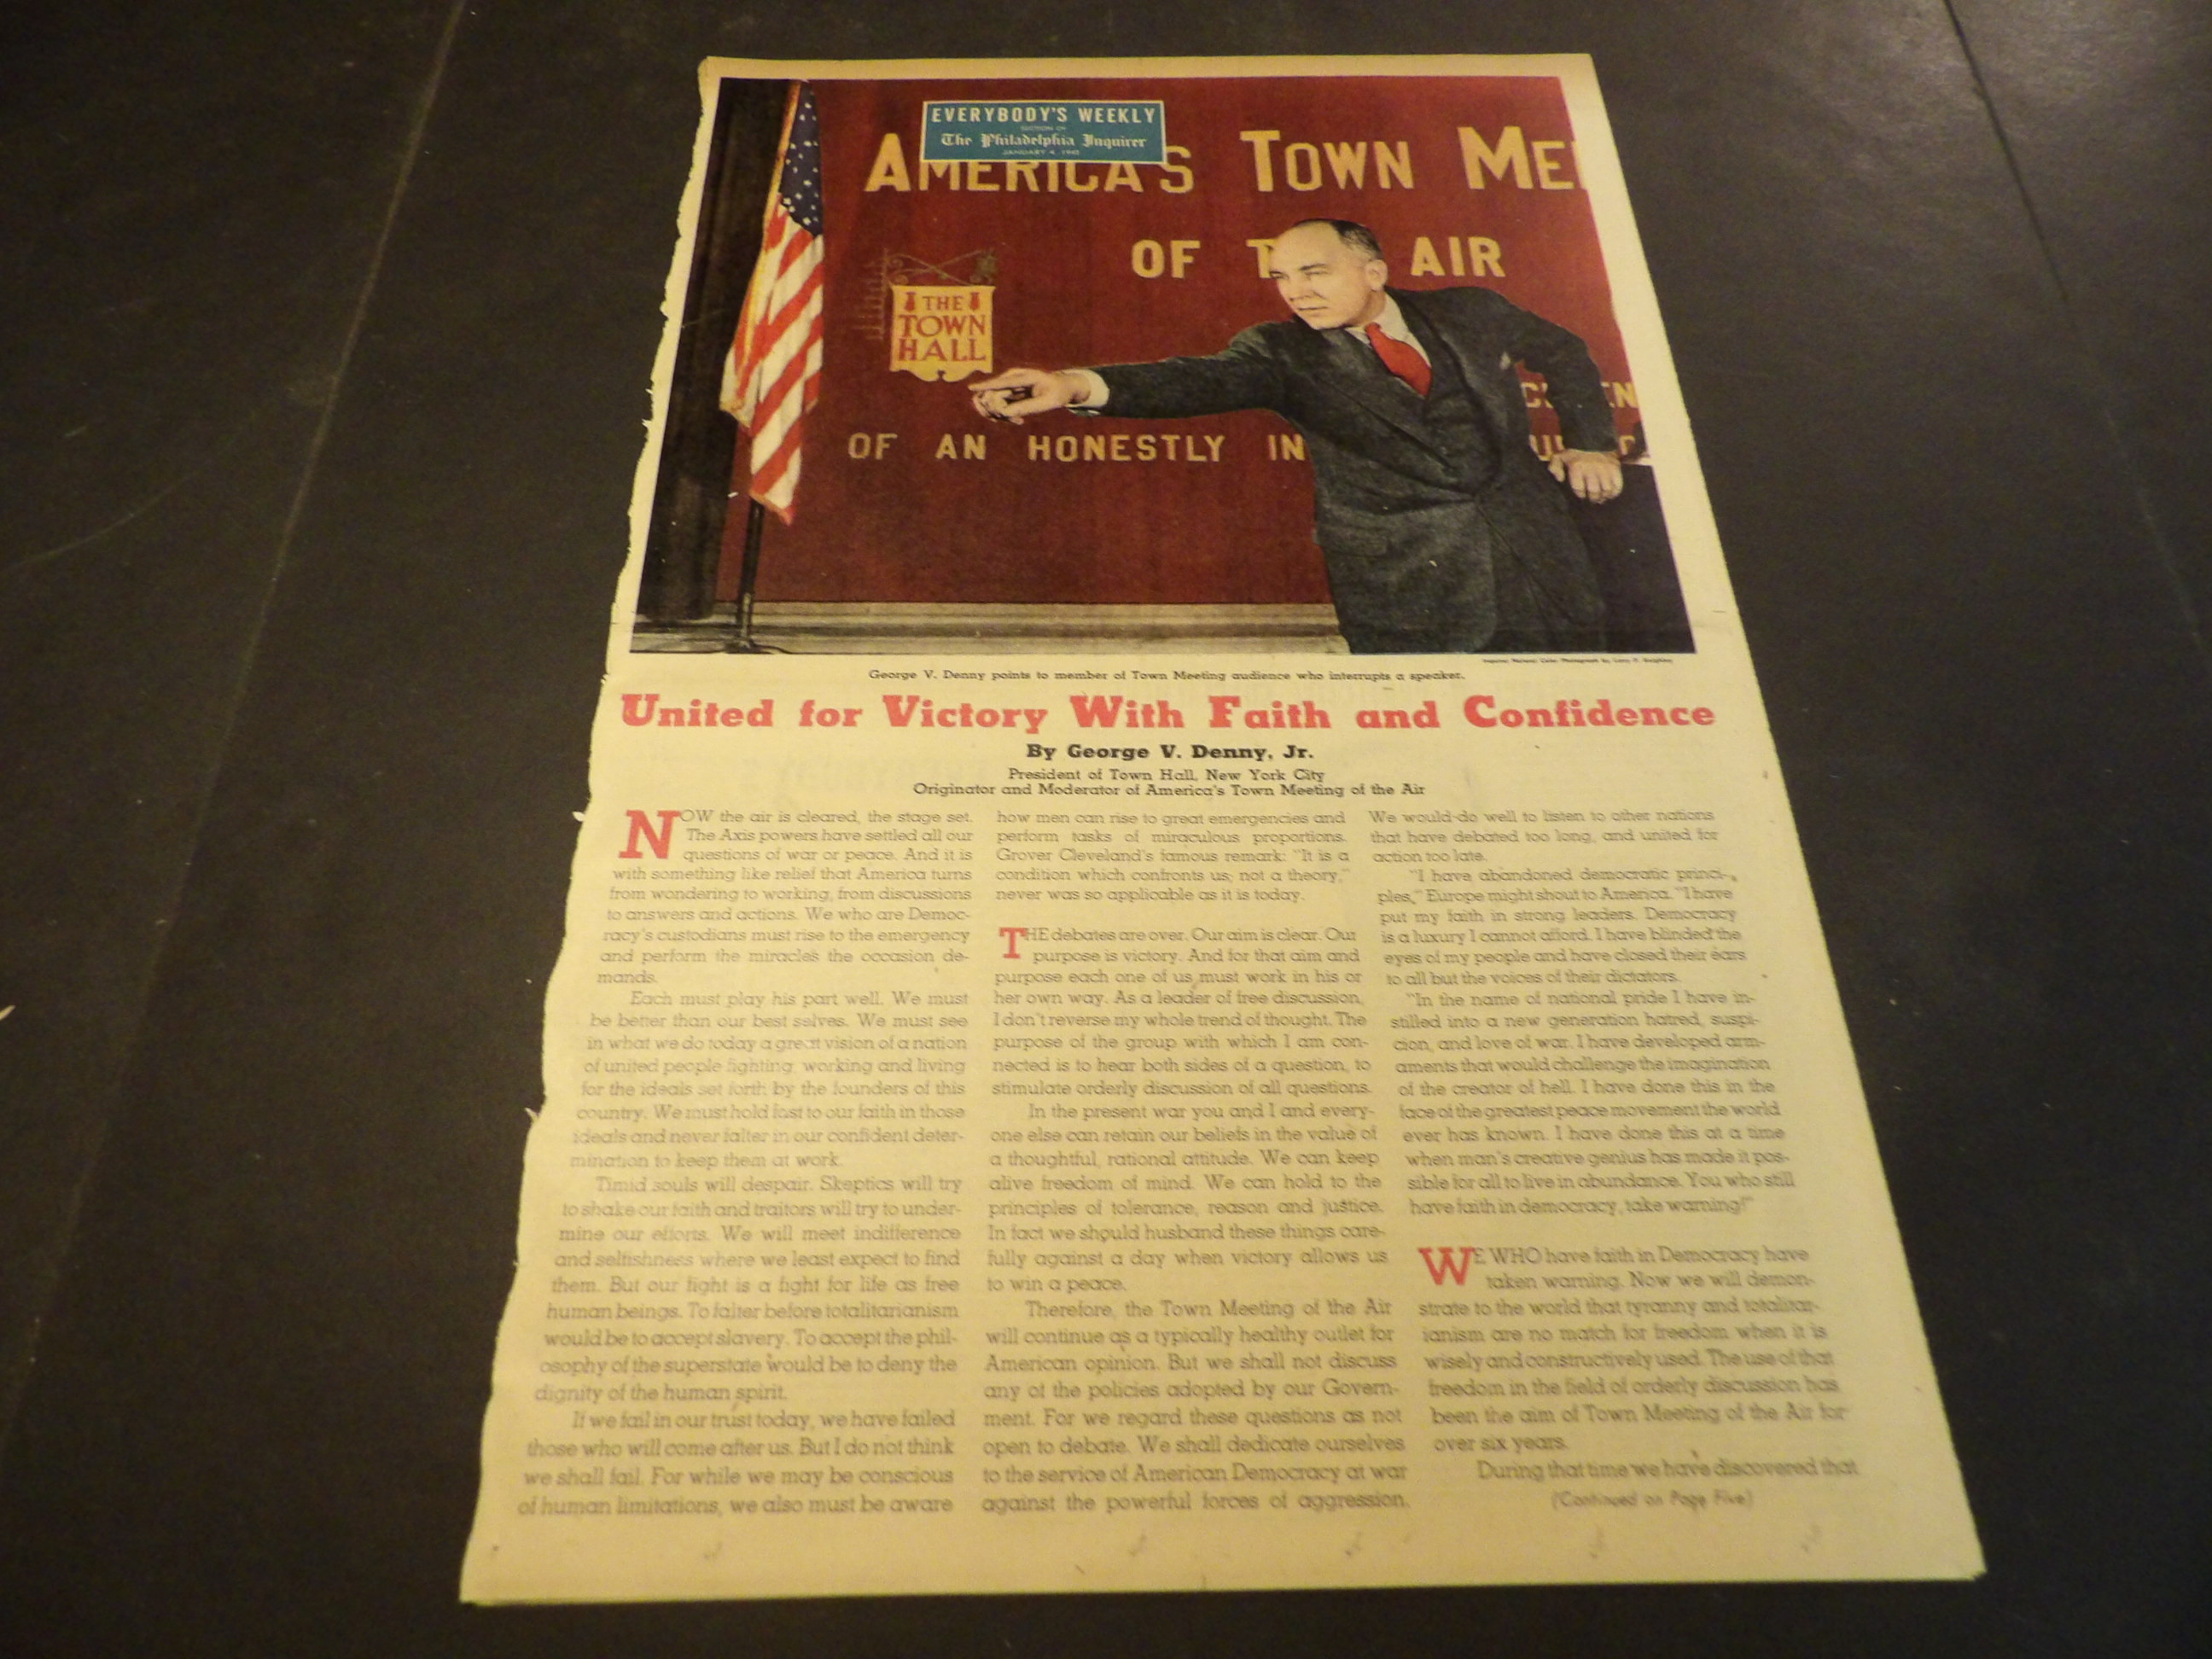 EVERYBODY'S WEEKLY
SECTION OF
The Philadelphia Inquirer
JANUARY 4, 1942
AMERICA'S TOWN MEE
OF T AIR
THE
TOWN
HALL
OF AN HONESTLY IN
George V. Denny points to member of Town Meeting audience who interrupts a speaker.
United for Victory With Faith and Confidence
By George V. Denny, Jr.
President of Town Hall, New York City
Originator and Moderator of America's Town Meeting of the Air
NOW the air is cleared, the stage set.
The Axis powers have settled all our
questions of war or peace. And it is
with something like relief that America turns
from wondering to working, from discussions
to answers and actions. We who are Democ-
racy's custodians must rise to the emergency
and perform the miracles the occasion de-
mands.
Each must play his part well. We must
be better than our best selves. We must see
in what we do today a great vision of a nation
of united people fighting, working and living
for the ideals set forth by the founders of this
country. We must hold fast to our faith in those
ideals and never falter in our confident deter-
mination to keep them at work.
Timid souls will despair. Skeptics will try
to shake our faith and traitors will try to under-
mine our efforts. We will meet indifference
and selfishness where we least expect to find
them. But our fight is a fight for life as free
human beings. To falter before totalitarianism
would be to accept slavery. To accept the phil-
osophy of the superstate would be to deny the
dignity of the human spirit.
If we fail in our trust today, we have failed
those who will come after us. But I do not think
we shall fail. For while we may be conscious
of human limitations, we also must be aware
how men can rise to great emergencies and
perform tasks of miraculous proportions.
Grover Cleveland's famous remark: "It is a
condition which confronts us; not a theory,"
never was so applicable as it is today.
THE debates are over. Our aim is clear. Our
purpose is victory. And for that aim and
purpose each one of us must work in his or
her own way. As a leader of free discussion,
I don't reverse my whole trend of thought. The
purpose of the group with which I am con-
nected is to hear both sides of a question, to
stimulate orderly discussion of all questions.
In the present war you and I and every-
one else can retain our beliefs in the value of
a thoughtful, rational attitude. We can keep
alive freedom of mind. We can hold to the
principles of tolerance, reason and justice.
In fact we should husband these things care-
fully against a day when victory allows us
to win a peace.
Therefore, the Town Meeting of the Air
will continue as a typically healthy outlet for
American opinion. But we shall not discuss
any of the policies adopted by our Govern-
ment. For we regard these questions as not
open to debate. We shall dedicate ourselves
to the service of American Democracy at war
against the powerful forces of aggression.
We would do well to listen to other nations
that have debated too long, and united for
action too late.
"I have abandoned democratic princi-
ples," Europe might shout to America. "I have
put my faith in strong leaders. Democracy
is a luxury I cannot afford. I have blinded the
eyes of my people and have closed their ears
to all but the voices of their dictators.
"In the name of national pride I have in-
stilled into a new generation hatred, suspi-
cion, and love of war. I have developed arm-
aments that would challenge the imagination
of the creator of hell. I have done this in the
face of the greatest peace movement the world
ever has known. I have done this at a time
when man's creative genius has made it pos-
sible for all to live in abundance. You who still
have faith in democracy, take warning!"
WE WHO have faith in Democracy have
taken warning. Now we will demon-
strate to the world that tyranny and totalitar-
ianism are no match for freedom when it is
wisely and constructively used. The use of that
freedom in the field of orderly discussion has
been the aim of Town Meeting of the Air for
over six years.
During that time we have discovered that
(Continued on Page Five)